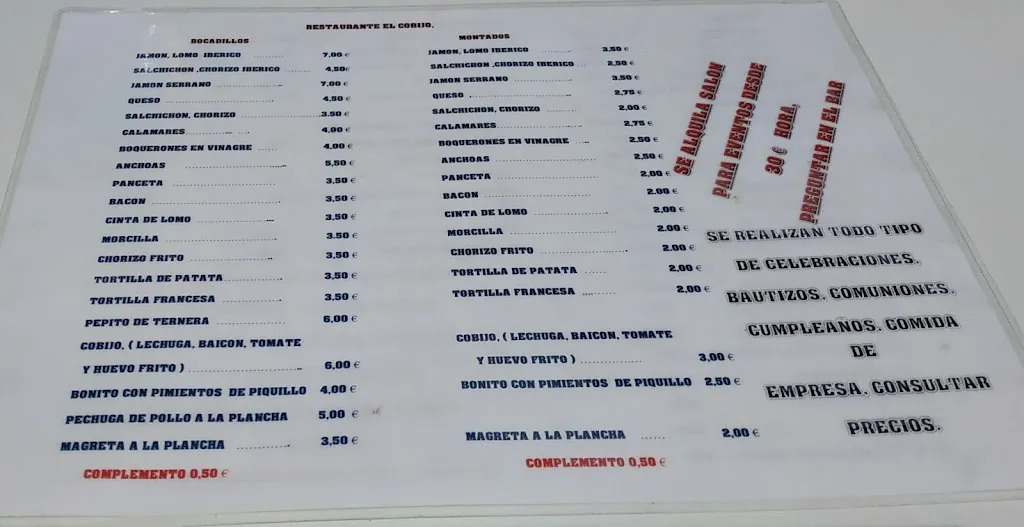 RESTAURANTE EL COBIJO.
BOCADILLOS
JAMON, LOMO IBERICO ......... 7,00 €
SALCHICHON ,CHORIZO IBERICO ........ 4,50€
JAMON SERRANO ........................ 7,00 €
QUESO ........................................ 4,50 €
SALCHICHON, CHORIZO ........................ 3.50 €
CALAMARES............. .... 4.00 €
BOQUERONES EN VINAGRE ..... 4.00 €
ANCHOAS ................................. 5,50 €
PANCETA ............................. 3,50 €
BACON .................................. 3,50 €
CINTA DE LOMO ..................... 3.50 €
MORCILLA ............................. 3.50 €
CHORIZO FRITO ..................... 3.50 €
TORTILLA DE PATATA ............... 3,50 €
TORTILLA FRANCESA ............... 3,50 €
PEPITO DE TERNERA ................. 6,00 €
COBIJO, ( LECHUGA, BAICON, TOMATE
Y HUEVO FRITO ) ............................... 6,00 €
BONITO CON PIMIENTOS DE PIQUILLO 4,00 €
PECHUGA DE POLLO A LA PLANCHA 5,00 €
MAGRETA A LA PLANCHA ............. 3,50 €
COMPLEMENTO 0,50 €
MONTADOS
JAMON, LOMO IBERICO ......... 3,50 €
SALCHICHON ,CHORIZO IBERICO ... 2,50 €
JAMON SERRANO ...................... 3,50 €
QUESO , ............................... 2,75 €
SALCHICHON, CHORIZO ................. 2,00 €
CALAMARES........................... 2,75 €
BOQUERONES EN VINAGRE ..... 2,50 €
ANCHOAS ............................... 2,50 €
PANCETA .............................. 2,00 €
BACON ................................. 2.00 €
CINTA DE LOMO ..................... 2,00 €
MORCILLA ............................. 2.00 €
CHORIZO FRITO ..................... 2.00 €
TORTILLA DE PATATA ...... 2,00 €
TORTILLA FRANCESA ......... 2,00 €
COBIJO, ( LECHUGA, BAICON, TOMATE
Y HUEVO FRITO ) .................. 3,00 €
BONITO CON PIMIENTOS DE PIQUILLO 2,50 €
MAGRETA A LA PLANCHA ...... 2,00 €
COMPLEMENTO 0,50 €
SE ALQUILA SALON
PARA EVENTOS DESDE
30 € HORA,
PREGUNTAR EN EL BAR
SE REALIZAN TODO TIPO
DE CELEBRACIONES.
BAUTIZOS. COMUNIONES.
CUMPLEAÑOS. COMIDA
DE
EMPRESA. CONSULTAR
PRECIOS.